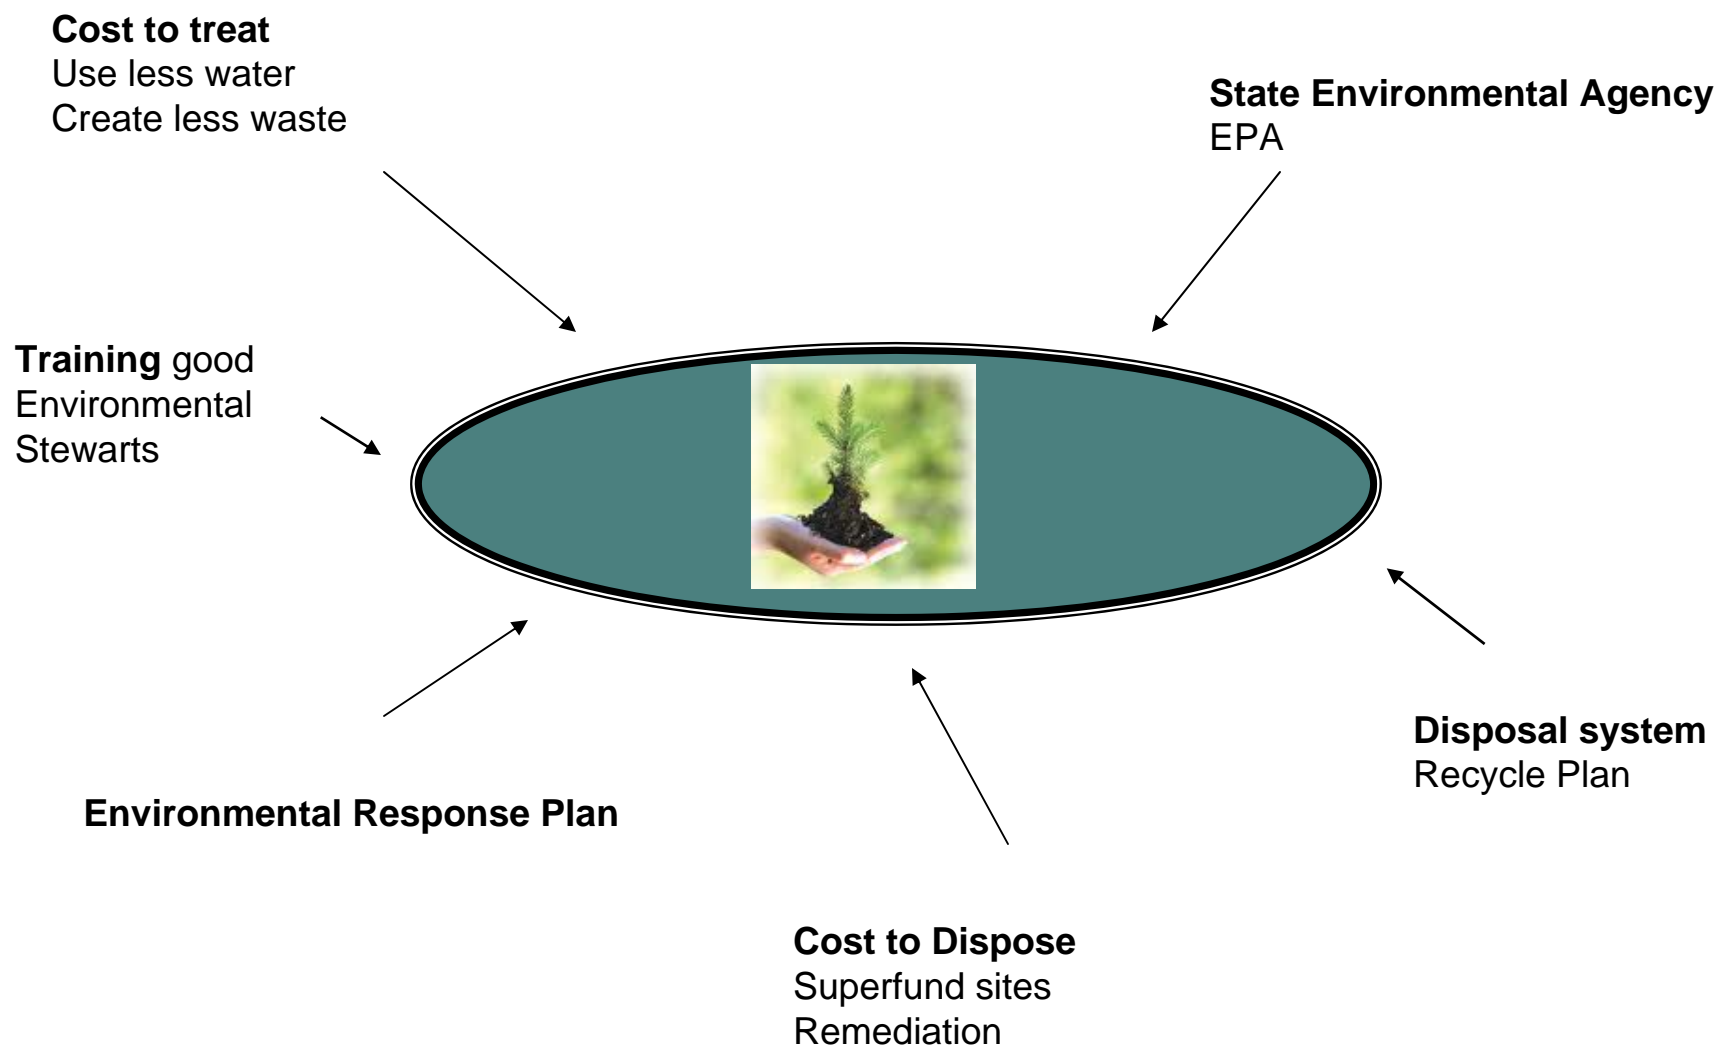 Cost to treat
Use less water
Create less waste
State Environmental Agency
EPA
Training good
Environmental
Stewarts
Disposal system
Recycle Plan
Environmental Response Plan
Cost to Dispose
Superfund sites
Remediation